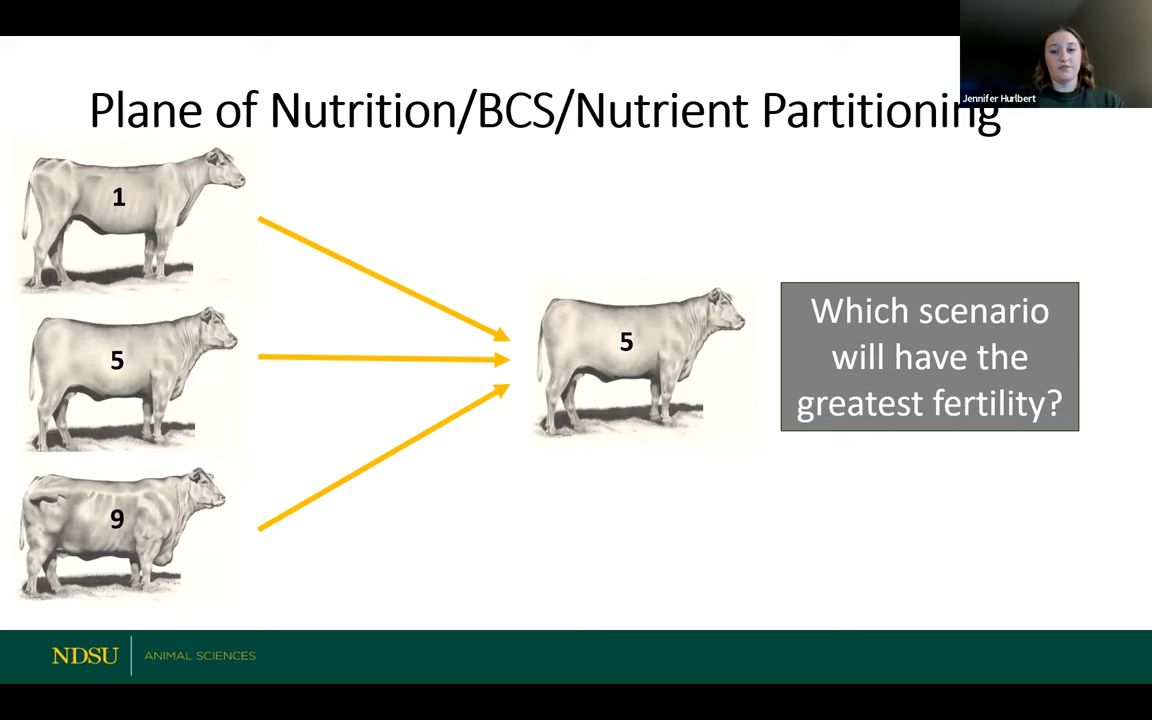 Jennifer Hurlbert
Plane of Nutrition/BCS/Nutrient Partitioning
1
5
9
5
Which scenario
will have the
greatest fertility?
NDSU
ANIMAL SCIENCES